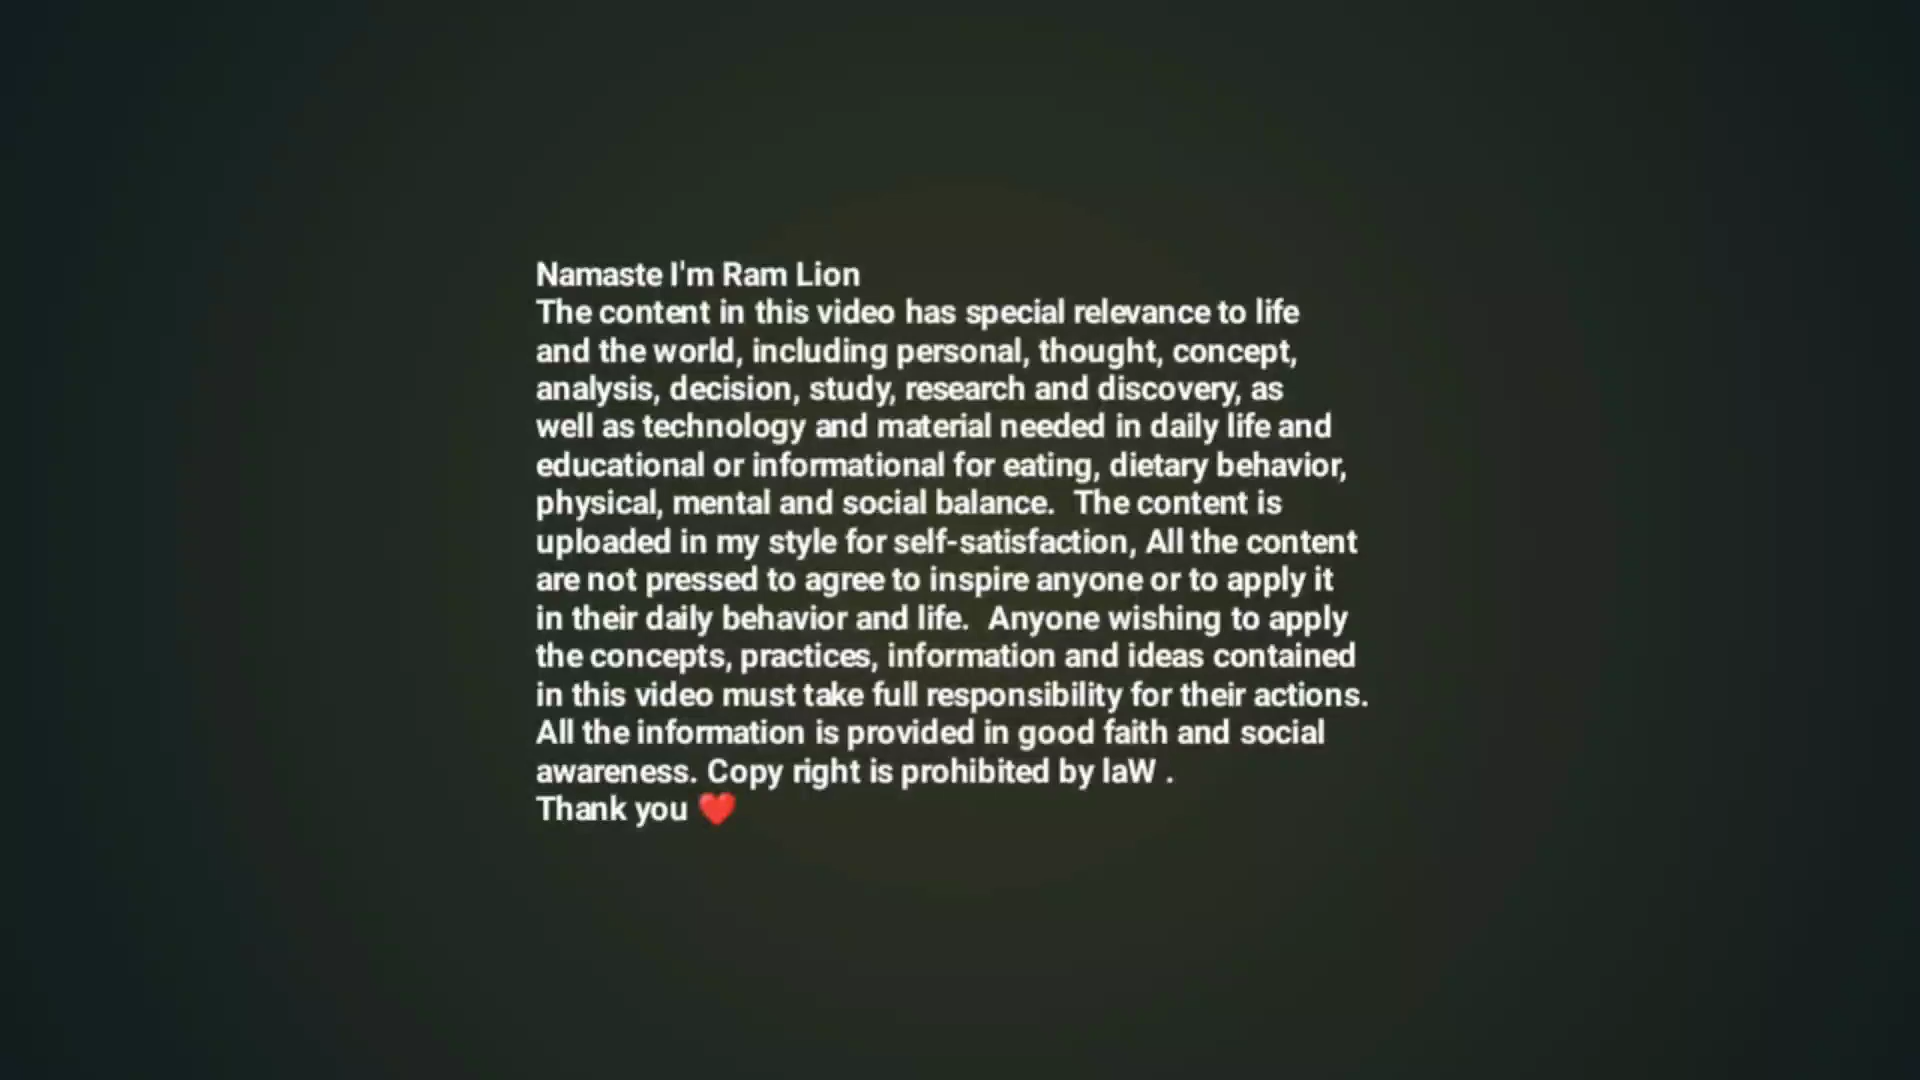 Namaste I'm Ram Lion
The content in this video has special relevance to life
and the world, including personal, thought, concept,
analysis, decision, study, research and discovery, as
well as technology and material needed in daily life and
educational or informational for eating, dietary behavior,
physical, mental and social balance.  The content is
uploaded in my style for self-satisfaction, All the content
are not pressed to agree to inspire anyone or to apply it
in their daily behavior and life.  Anyone wishing to apply
the concepts, practices, information and ideas contained
in this video must take full responsibility for their actions.
All the information is provided in good faith and social
awareness. Copy right is prohibited by laW .
Thank you ❤️